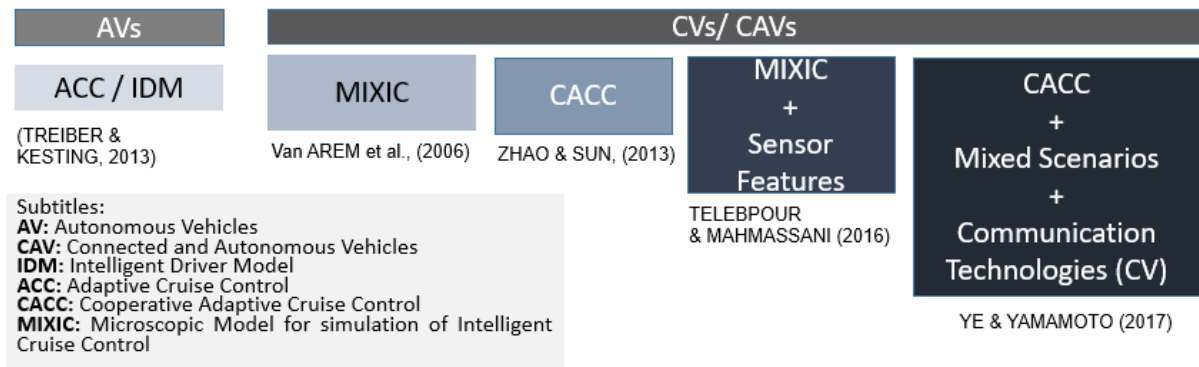 AVs
CVs/ CAVs
ACC / IDM
(TREIBER &
KESTING, 2013)
MIXIC
Van AREM et al., (2006)
CACC
ZHAO & SUN, (2013)
MIXIC
+
Sensor
Features
TELEBPOUR
& MAHMASSANI (2016)
CACC
+
Mixed Scenarios
+
Communication
Technologies (CV)
YE & YAMAMOTO (2017)
Subtitles:
AV: Autonomous Vehicles
CAV: Connected and Autonomous Vehicles
IDM: Intelligent Driver Model
ACC: Adaptive Cruise Control
CACC: Cooperative Adaptive Cruise Control
MIXIC: Microscopic Model for simulation of Intelligent
Cruise Control